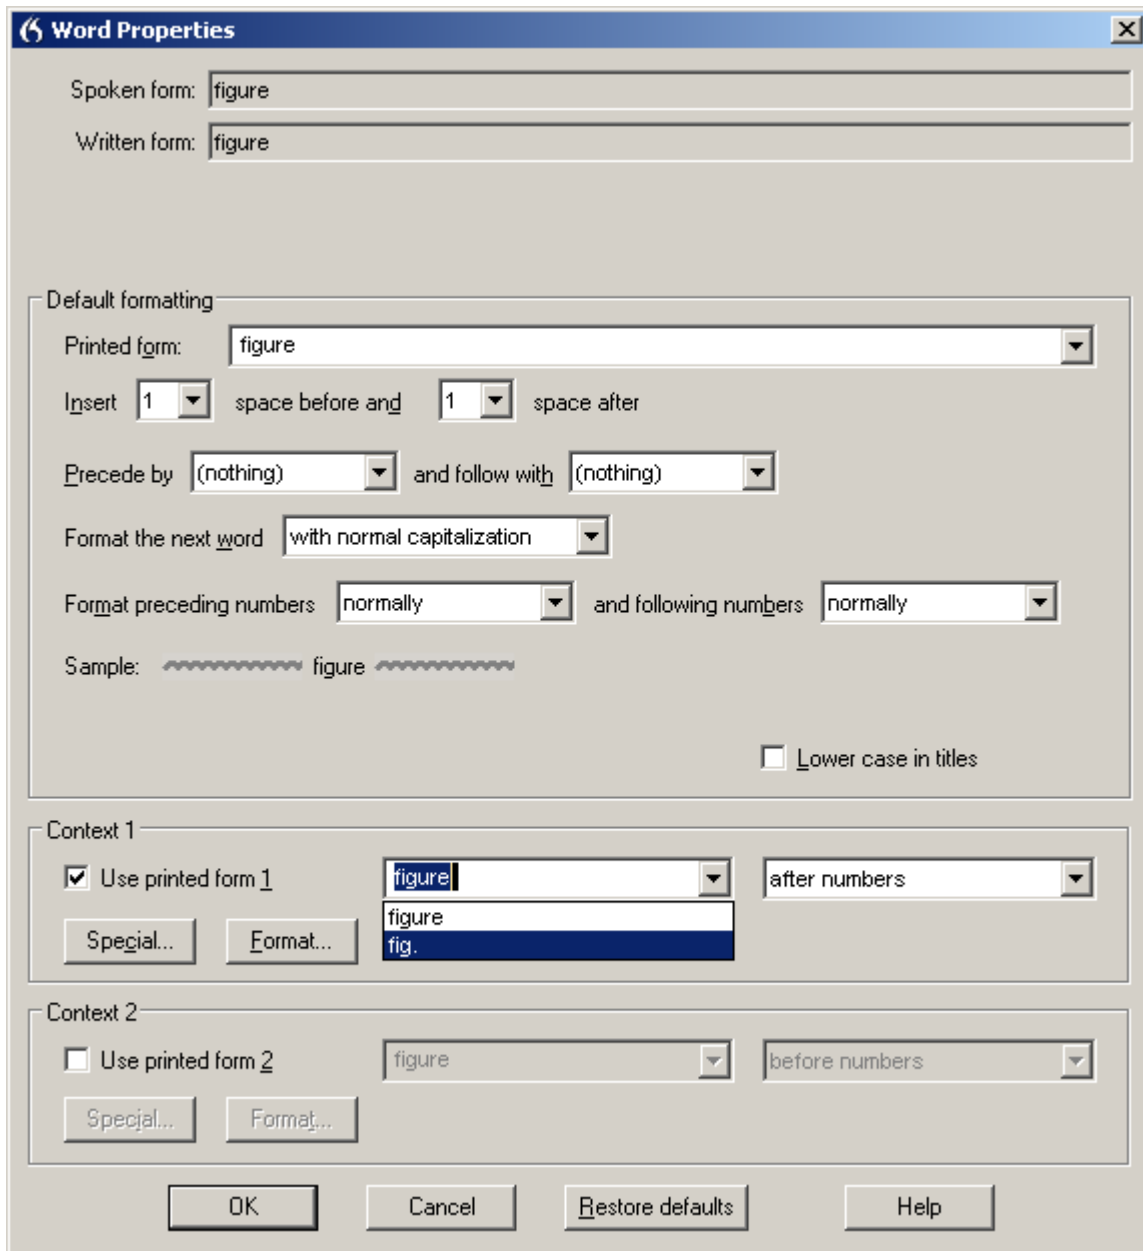 Word Properties
Spoken form: figure
Written form: figure
Default formatting
Printed form: figure
Insert 1 space before and 1 space after
Precede by (nothing) and follow with (nothing)
Format the next word with normal capitalization
Format preceding numbers normally and following numbers normally
Sample: figure
Lower case in titles
Context 1
Use printed form 1 figure after numbers
figure
Special... Format... fig.
Context 2
Use printed form 2 figure before numbers
Special... Format...
OK Cancel Restore defaults Help